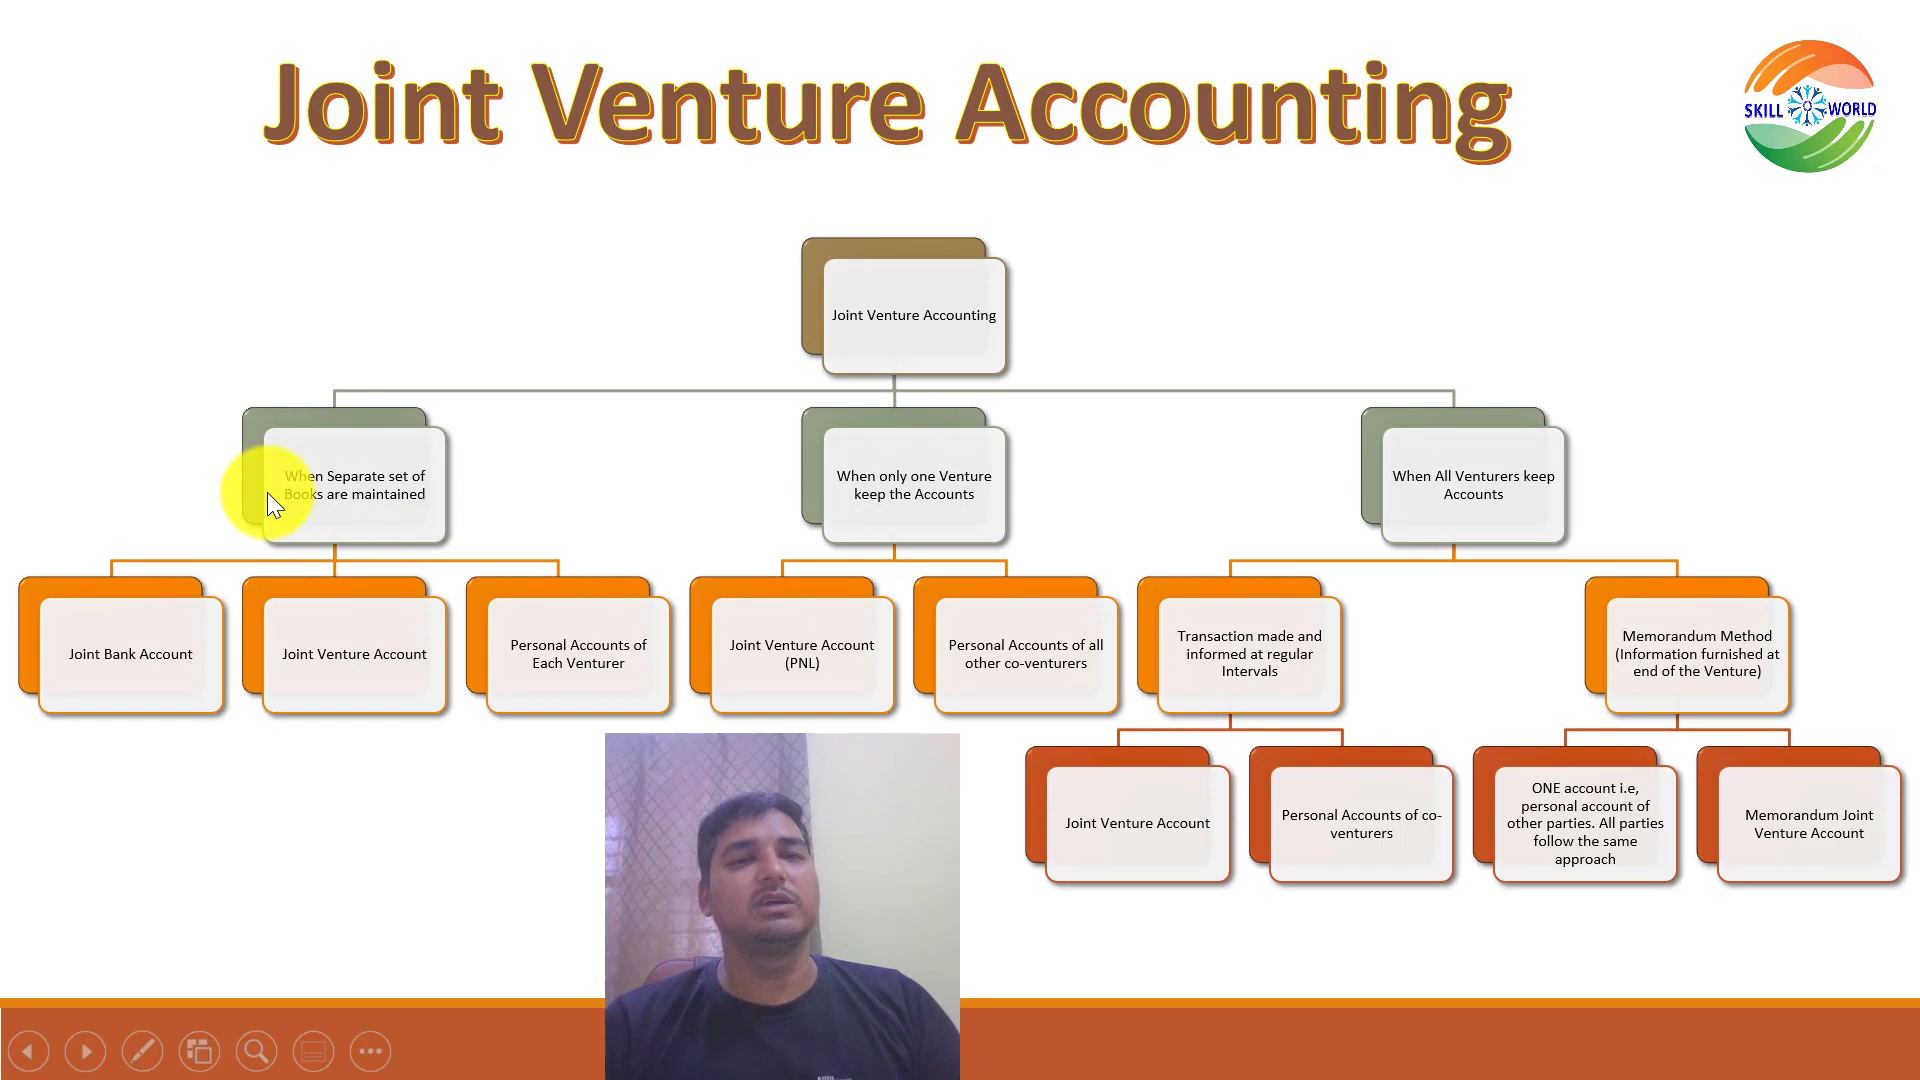 Joint Venture Accounting
SKILL WORLD
Joint Venture Accounting
When Separate set of
Books are maintained
When only one Venture
keep the Accounts
When All Venturers keep
Accounts
Joint Bank Account
Joint Venture Account
Personal Accounts of
Each Venturer
Joint Venture Account
(PNL)
Personal Accounts of all
other co-venturers
Transaction made and
informed at regular
Intervals
Memorandum Method
(Information furnished at
end of the Venture)
Joint Venture Account
Personal Accounts of co-
venturers
ONE account i.e,
personal account of
other parties. All parties
follow the same
approach
Memorandum Joint
Venture Account